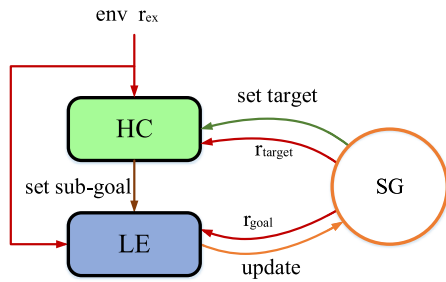 env r_ex
set target
HC
r_target
set sub-goal
SG
r_goal
LE
update